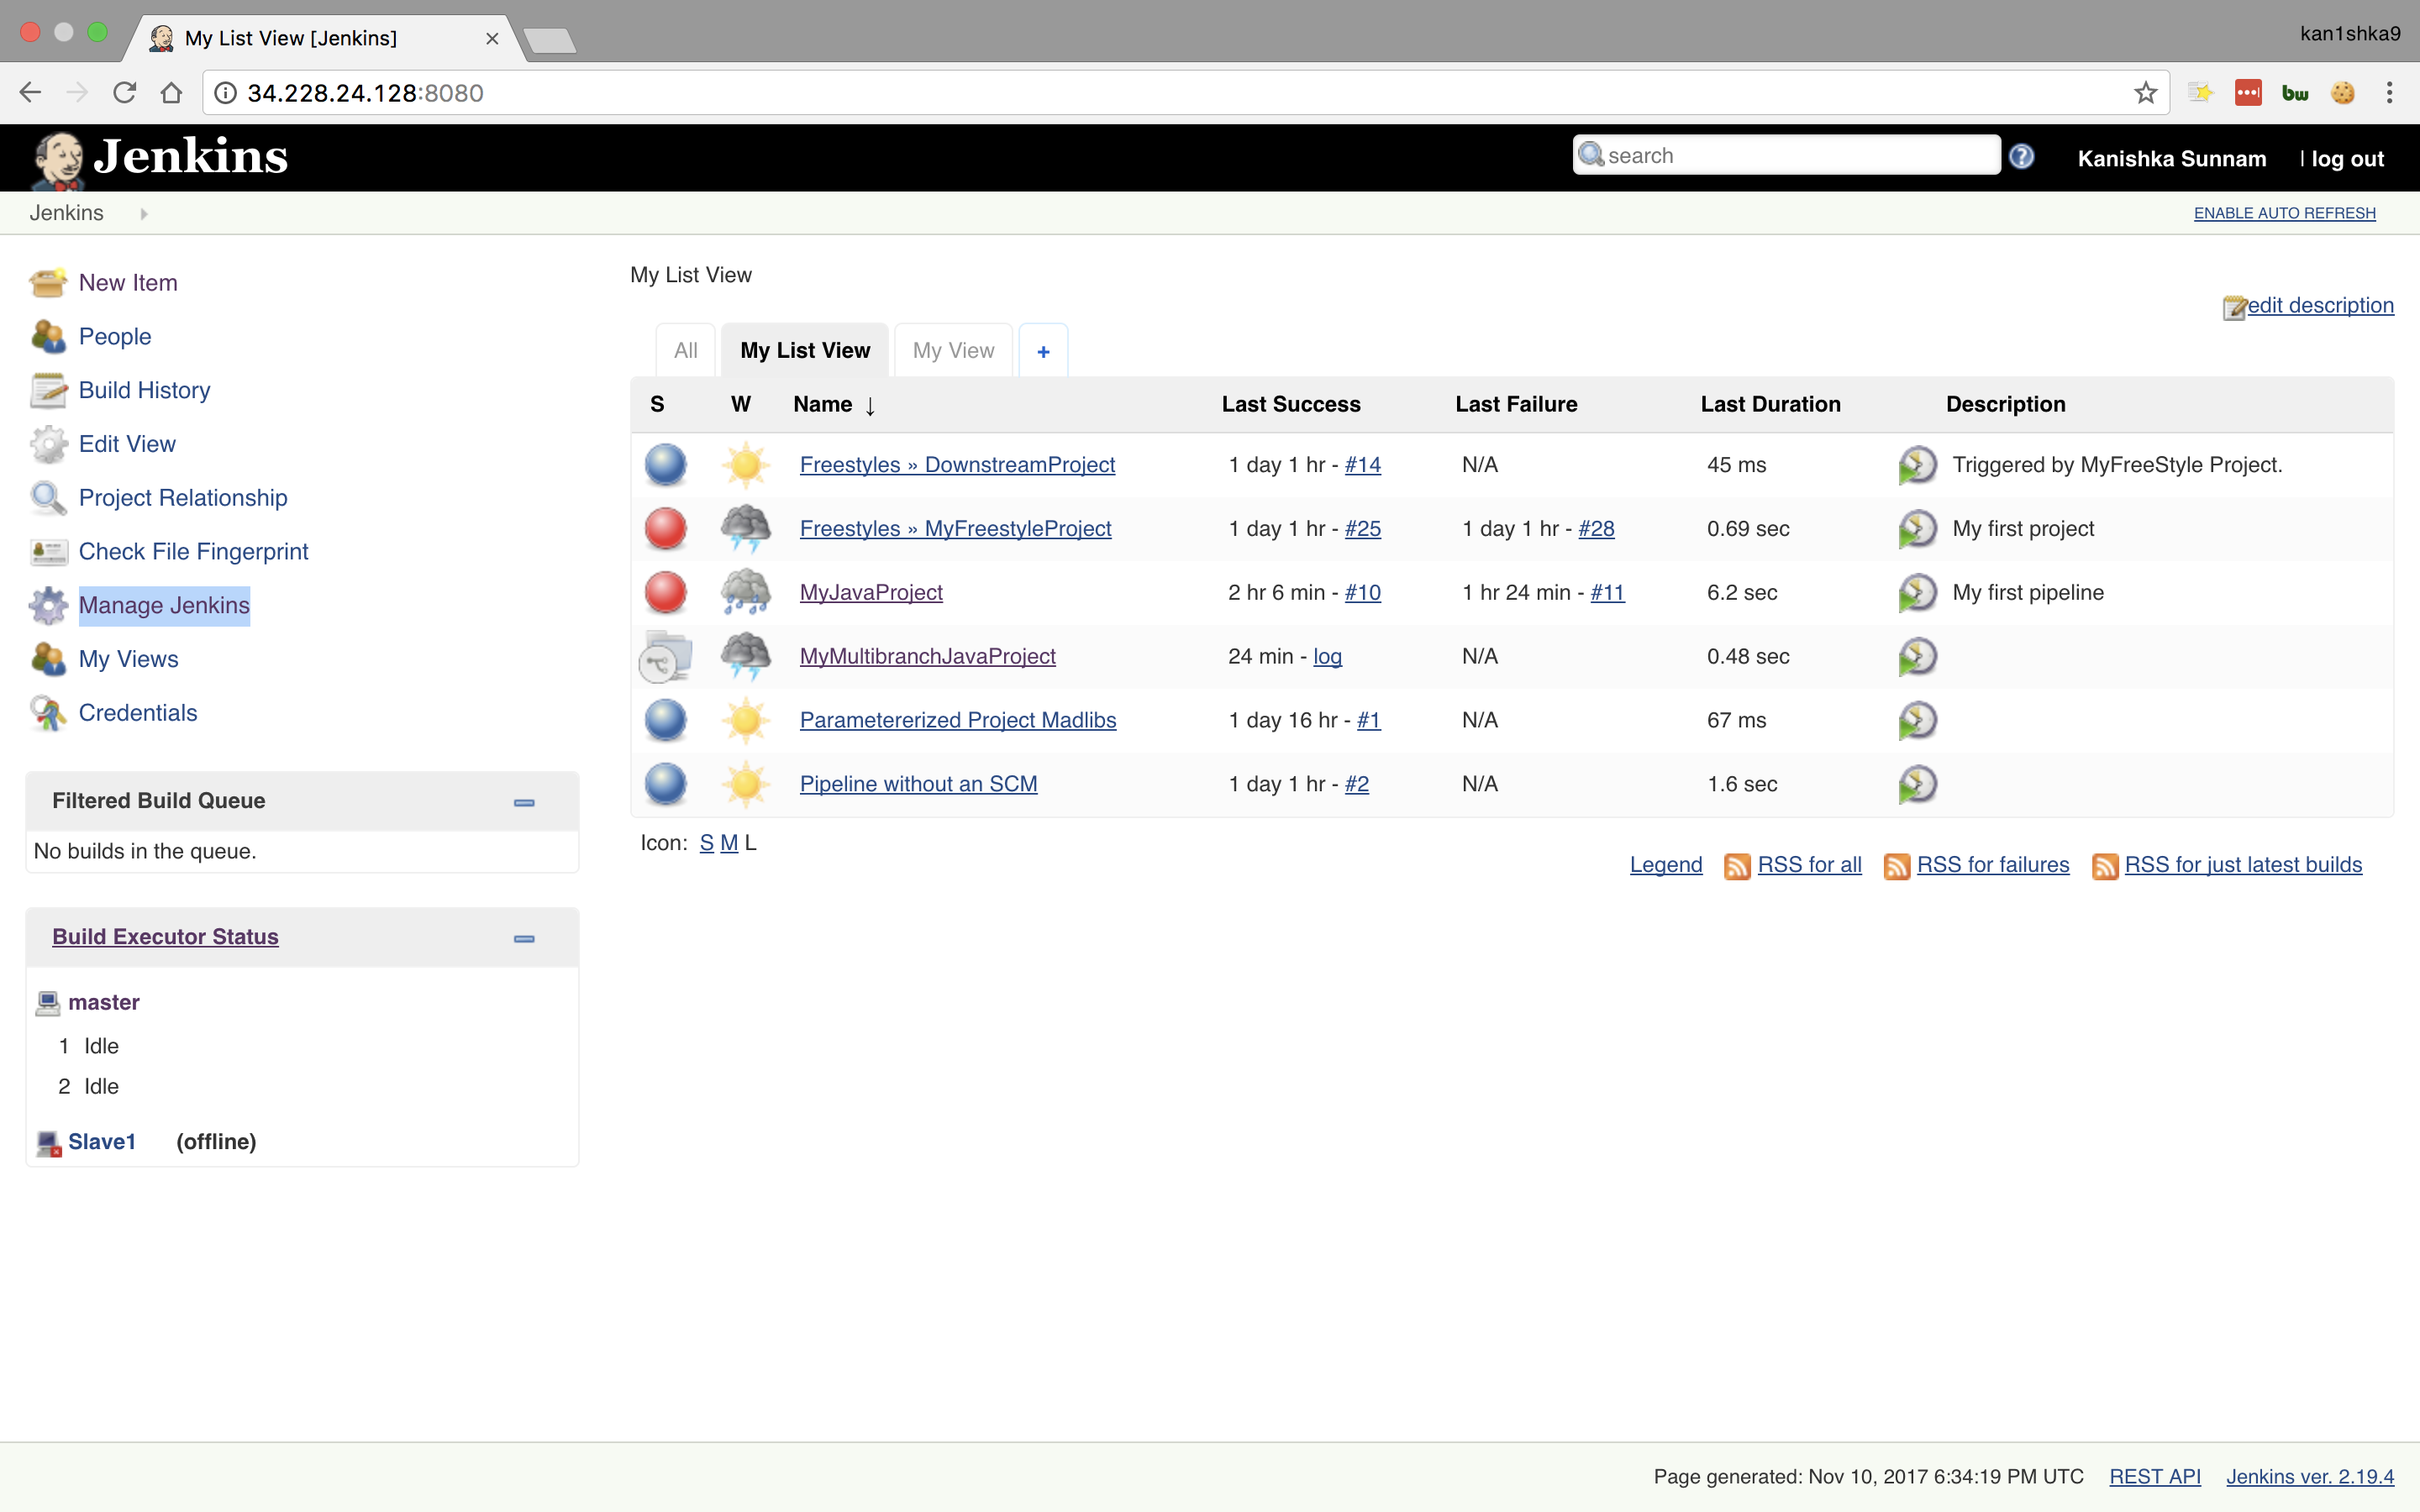 My List View [Jenkins]
kan1shka9
34.228.24.128:8080
bw
Jenkins
search
Kanishka Sunnam | log out
Jenkins
ENABLE AUTO REFRESH
New Item
People
Build History
Edit View
Project Relationship
Check File Fingerprint
Manage Jenkins
My Views
Credentials
Filtered Build Queue
No builds in the queue.
Build Executor Status
master
1 Idle
2 Idle
Slave1 (offline)
My List View
edit description
All My List View My View +
S W Name ↓ Last Success Last Failure Last Duration Description
Freestyles » DownstreamProject 1 day 1 hr - #14 N/A 45 ms Triggered by MyFreeStyle Project.
Freestyles » MyFreestyleProject 1 day 1 hr - #25 1 day 1 hr - #28 0.69 sec My first project
MyJavaProject 2 hr 6 min - #10 1 hr 24 min - #11 6.2 sec My first pipeline
MyMultibranchJavaProject 24 min - log N/A 0.48 sec
Parametererized Project Madlibs 1 day 16 hr - #1 N/A 67 ms
Pipeline without an SCM 1 day 1 hr - #2 N/A 1.6 sec
Icon: S M L
Legend RSS for all RSS for failures RSS for just latest builds
Page generated: Nov 10, 2017 6:34:19 PM UTC REST API Jenkins ver. 2.19.4